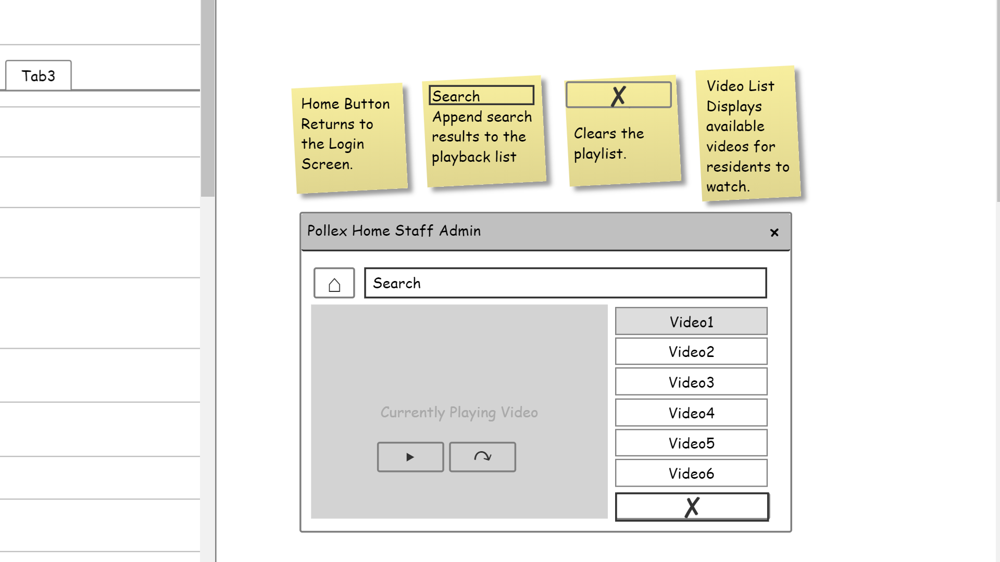 Tab3
Home Button
Returns to
the Login
Screen.
Search
Append search
results to the
playback list
X
Clears the
playlist.
Video List
Displays
available
videos for
residents to
watch.
Pollex Home Staff Admin
Search
Currently Playing Video
Video1
Video2
Video3
Video4
Video5
Video6
X